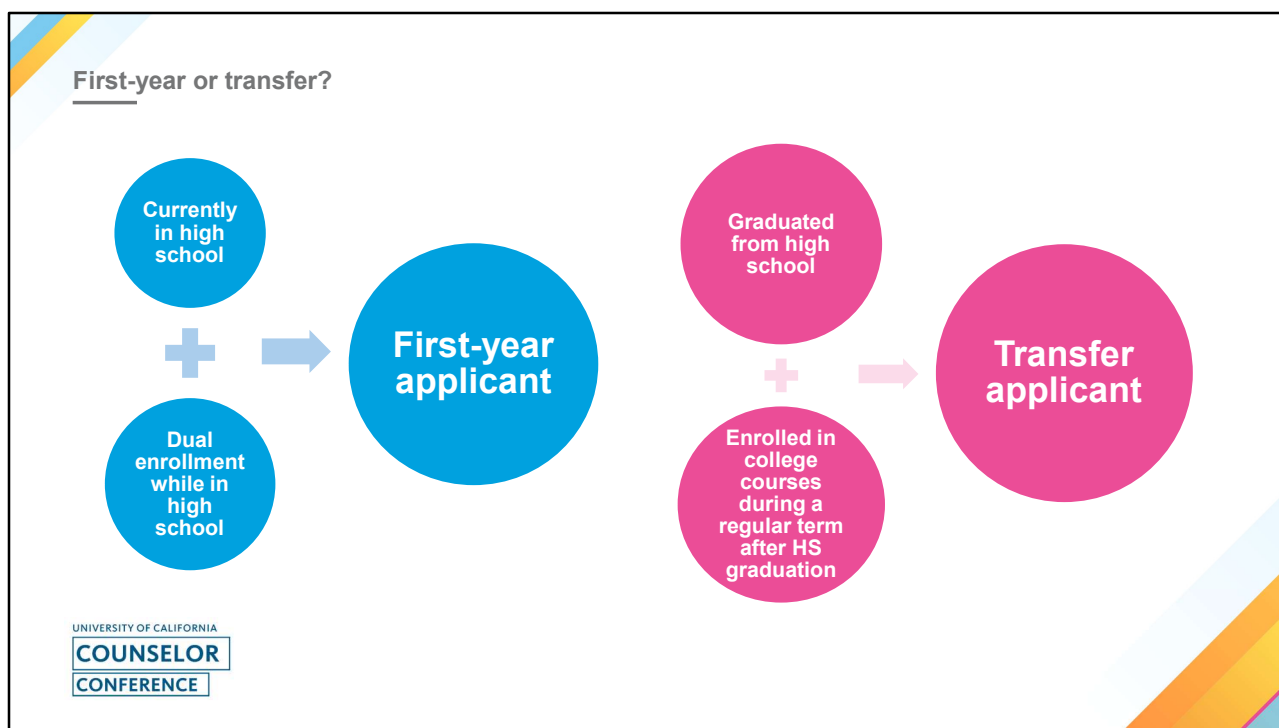 First-year or transfer?
Currently
in high
school
Dual
enrollment
while in
high
school
First-year
applicant
Graduated
from high
school
Enrolled in
college
courses
during a
regular term
after HS
graduation
Transfer
applicant
UNIVERSITY OF CALIFORNIA
COUNSELOR
CONFERENCE